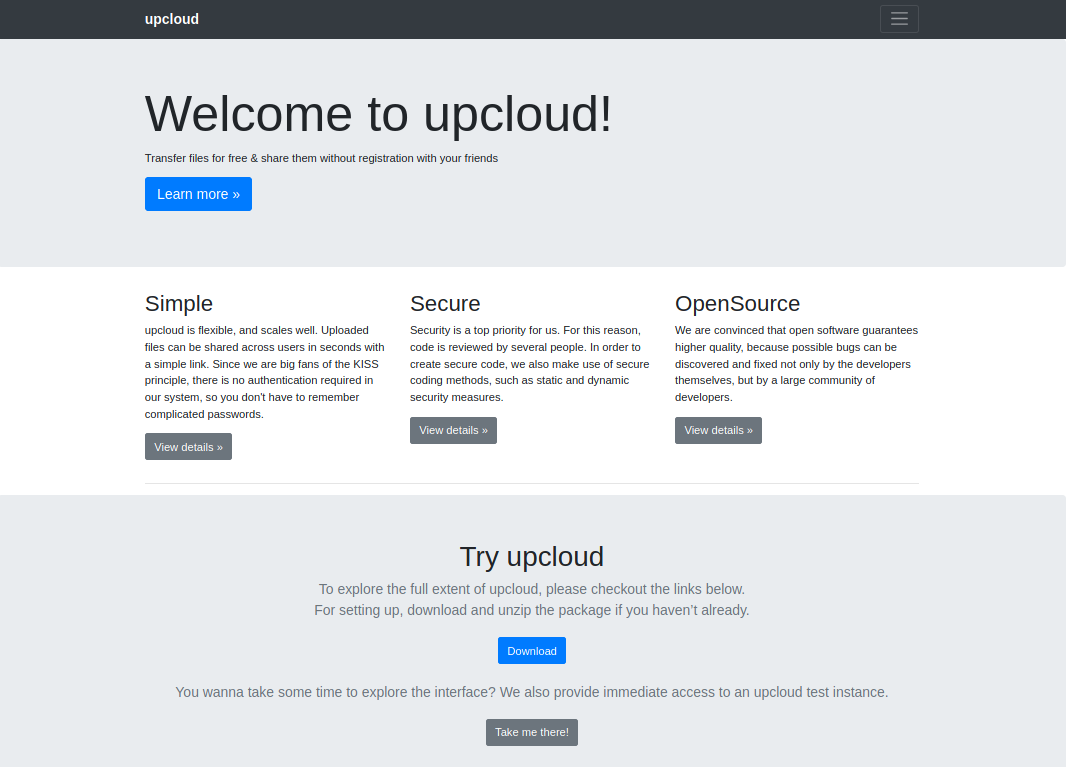 upcloud
Welcome to upcloud!
Transfer files for free & share them without registration with your friends
Learn more »
Simple
upcloud is flexible, and scales well. Uploaded
files can be shared across users in seconds with
a simple link. Since we are big fans of the KISS
principle, there is no authentication required in
our system, so you don't have to remember
complicated passwords.
View details »
Secure
Security is a top priority for us. For this reason,
code is reviewed by several people. In order to
create secure code, we also make use of secure
coding methods, such as static and dynamic
security measures.
View details »
OpenSource
We are convinced that open software guarantees
higher quality, because possible bugs can be
discovered and fixed not only by the developers
themselves, but by a large community of
developers.
View details »
Try upcloud
To explore the full extent of upcloud, please checkout the links below.
For setting up, download and unzip the package if you haven’t already.
Download
You wanna take some time to explore the interface? We also provide immediate access to an upcloud test instance.
Take me there!